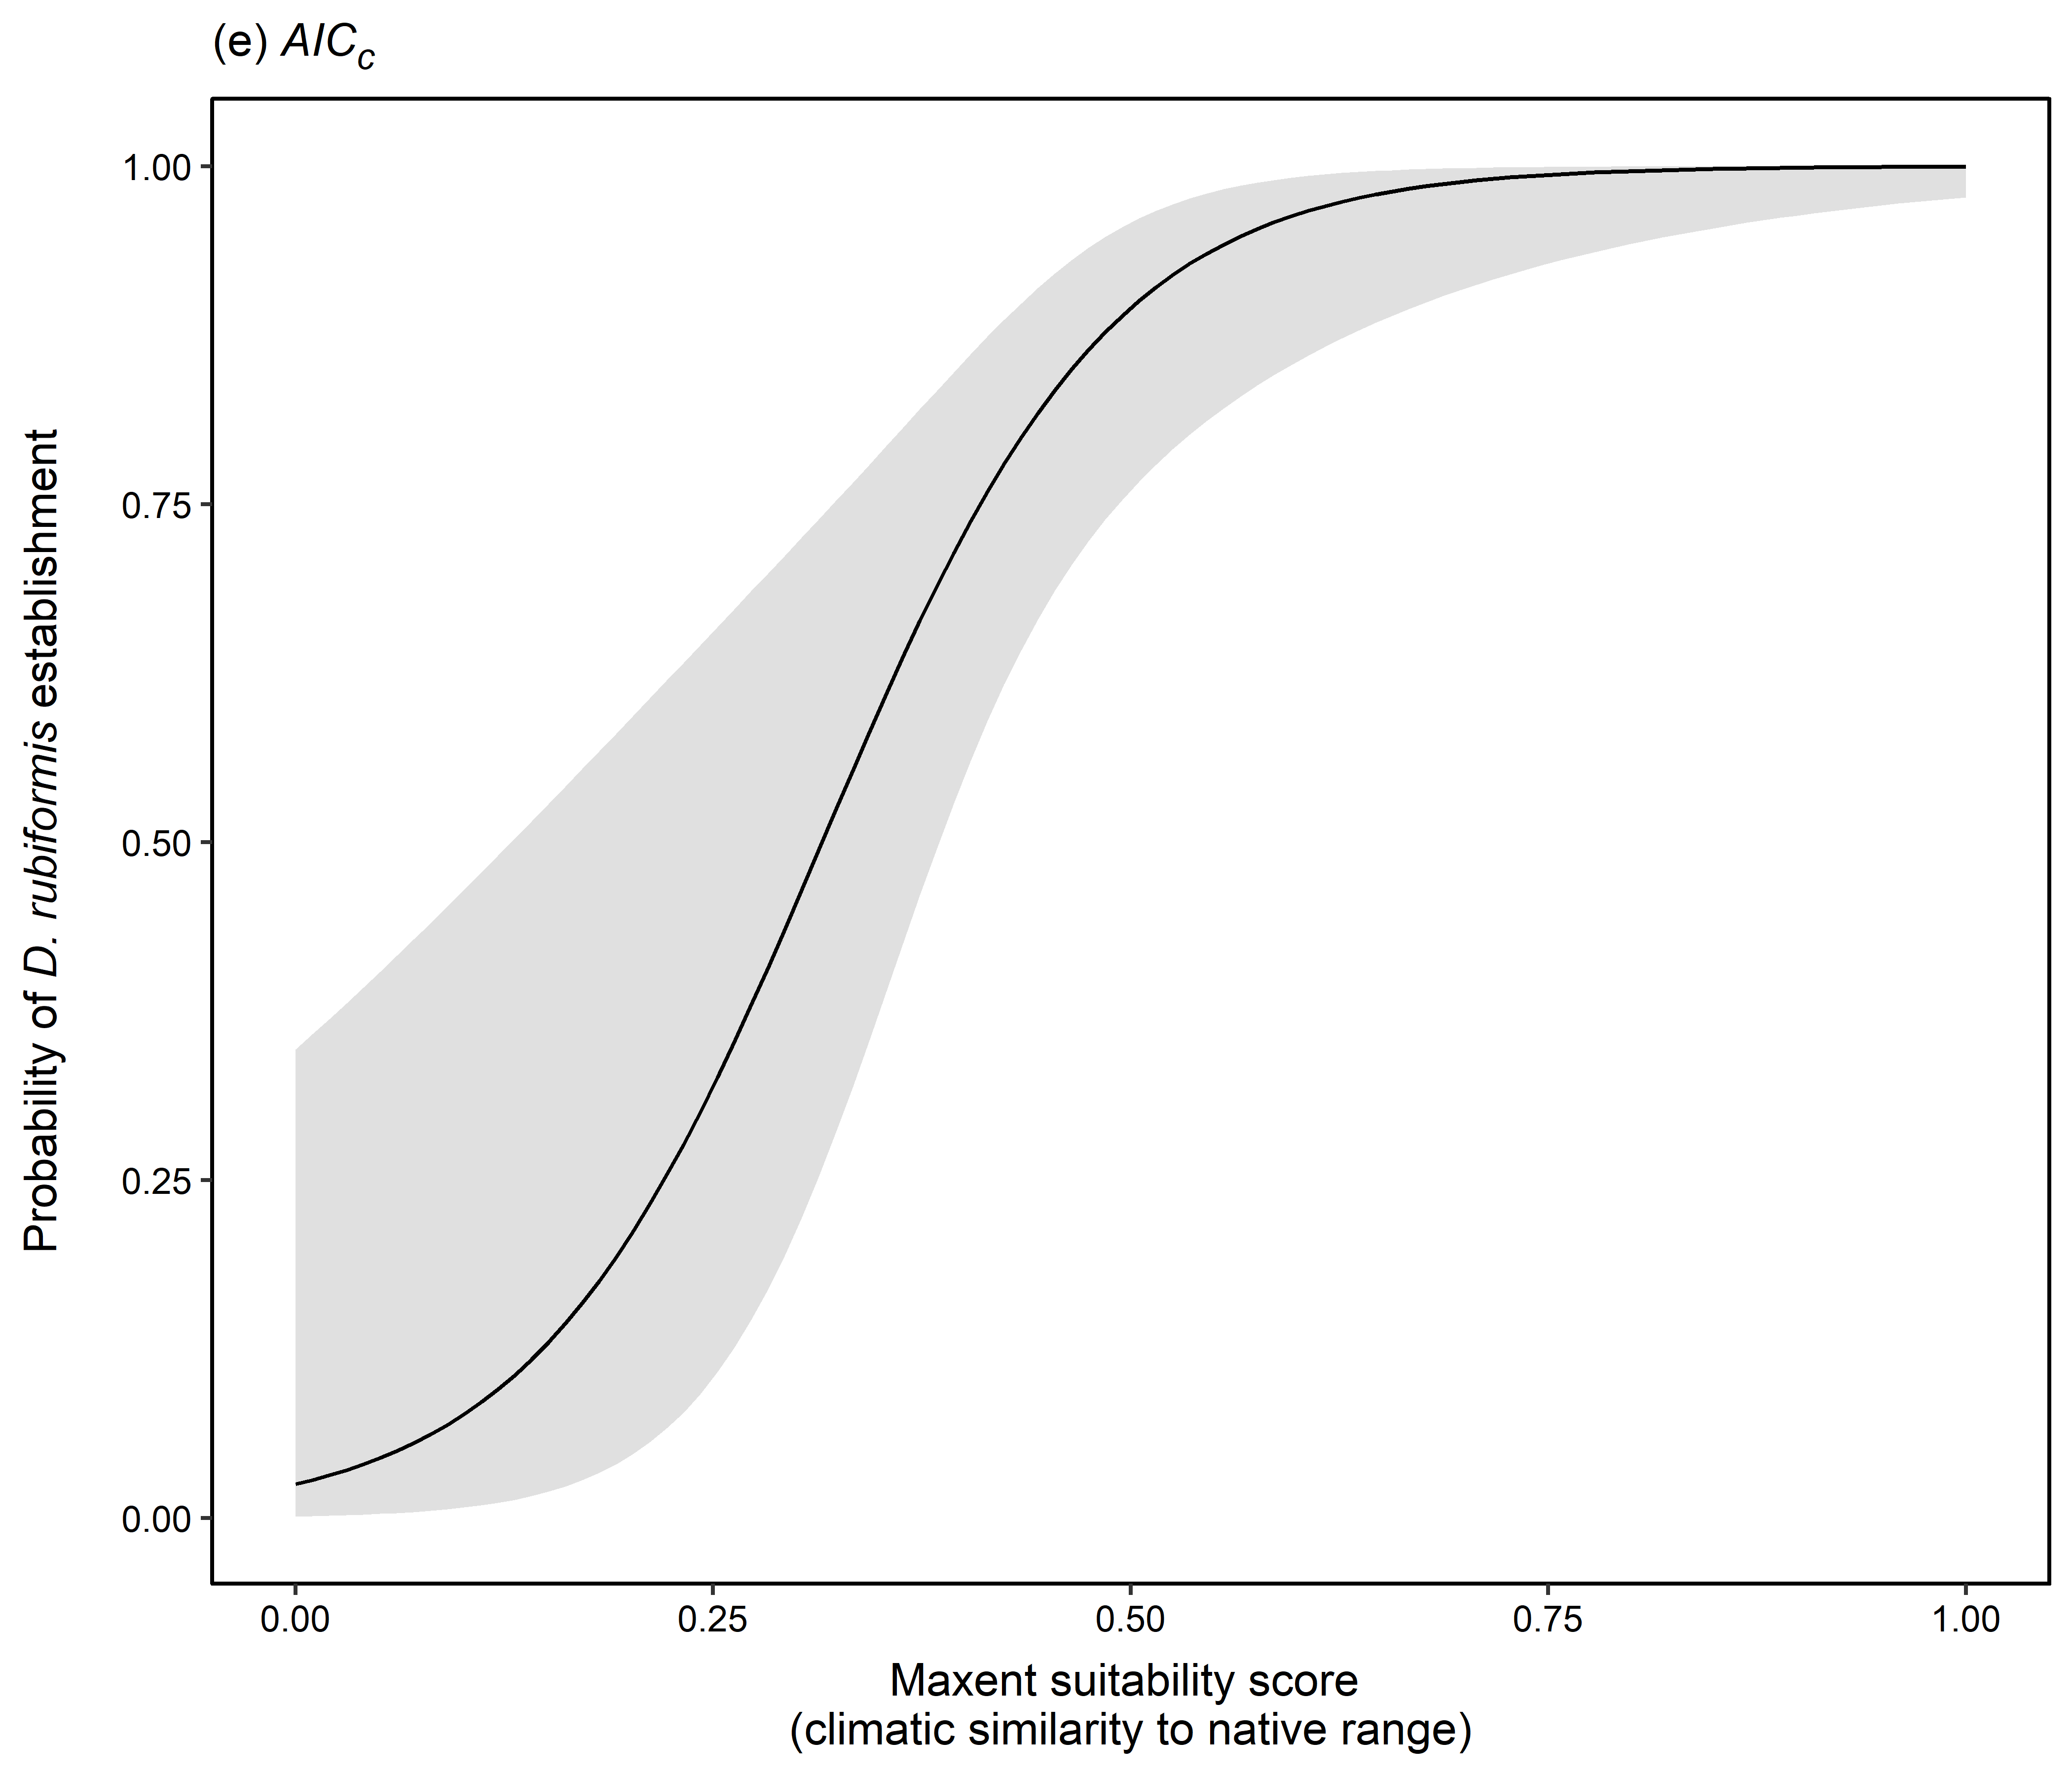 (e) AICc
Probability of D. rubiformis establishment
1.00
0.75
0.50
0.25
0.00
0.00 0.25 0.50 0.75 1.00
Maxent suitability score
(climatic similarity to native range)